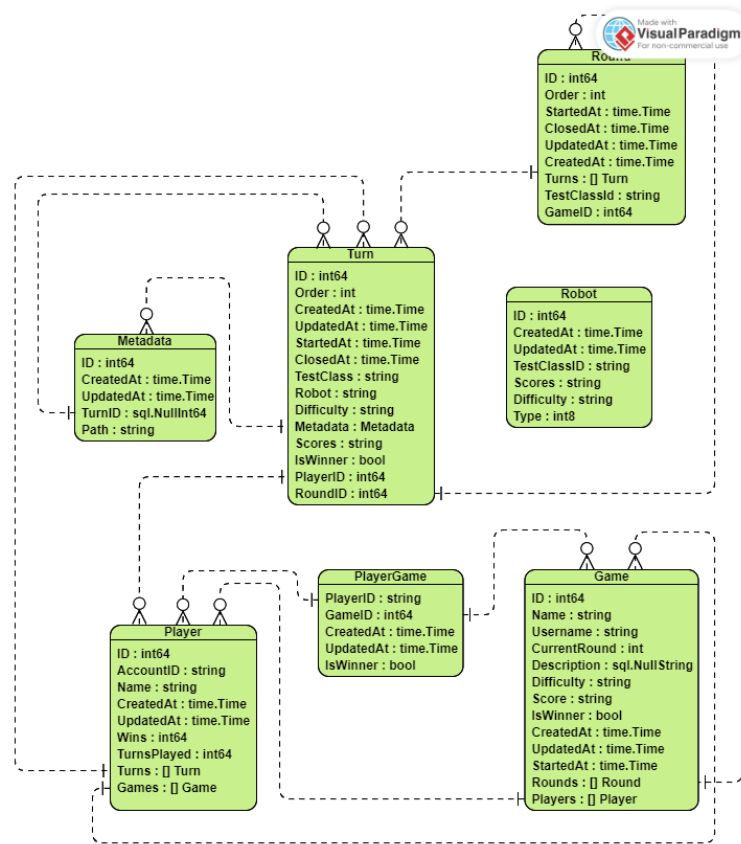 Made with
VisualParadigm
For non-commercial use
Round
ID : int64
Order : int
StartedAt : time.Time
ClosedAt : time.Time
UpdatedAt : time.Time
CreatedAt : time.Time
Turns : [] Turn
TestClassId : string
GameID : int64
Turn
ID : int64
Order : int
CreatedAt : time.Time
UpdatedAt : time.Time
StartedAt : time.Time
ClosedAt : time.Time
TestClass : string
Robot : string
Difficulty : string
Metadata : Metadata
Scores : string
IsWinner : bool
PlayerID : int64
RoundID : int64
Robot
ID : int64
CreatedAt : time.Time
UpdatedAt : time.Time
TestClassID : string
Scores : string
Difficulty : string
Type : int8
Metadata
ID : int64
CreatedAt : time.Time
UpdatedAt : time.Time
TurnID : sql.NullInt64
Path : string
PlayerGame
PlayerID : string
GameID : int64
CreatedAt : time.Time
UpdatedAt : time.Time
IsWinner : bool
Game
ID : int64
Name : string
Username : string
CurrentRound : int
Description : sql.NullString
Difficulty : string
Score : string
IsWinner : bool
CreatedAt : time.Time
UpdatedAt : time.Time
StartedAt : time.Time
Rounds : [] Round
Players : [] Player
Player
ID : int64
AccountID : string
Name : string
CreatedAt : time.Time
UpdatedAt : time.Time
Wins : int64
TurnsPlayed : int64
Turns : [] Turn
Games : [] Game